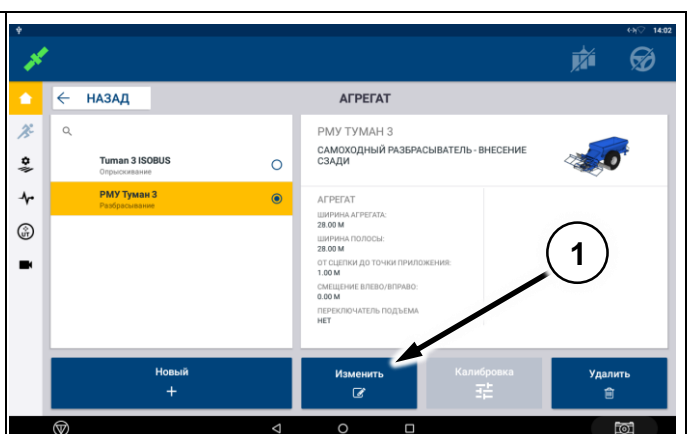 14:02
НАЗАД
АГРЕГАТ
Tuman 3 ISOBUS
Опрыскивание
РМУ Туман 3
Разбрасывание
РМУ ТУМАН 3
САМОХОДНЫЙ РАЗБРАСЫВАТЕЛЬ - ВНЕСЕНИЕ
СЗАДИ
АГРЕГАТ
ШИРИНА АГРЕГАТА:
28.00 М
ШИРИНА ПОЛОСЫ:
28.00 М
ОТ СЦЕПКИ ДО ТОЧКИ ПРИЛОЖЕНИЯ:
1.00 М
СМЕЩЕНИЕ ВЛЕВО/ВПРАВО:
0.00 М
ПЕРЕКЛЮЧАТЕЛЬ ПОДЪЕМА
НЕТ
1
UT
Новый
Изменить
Калибровка
Удалить